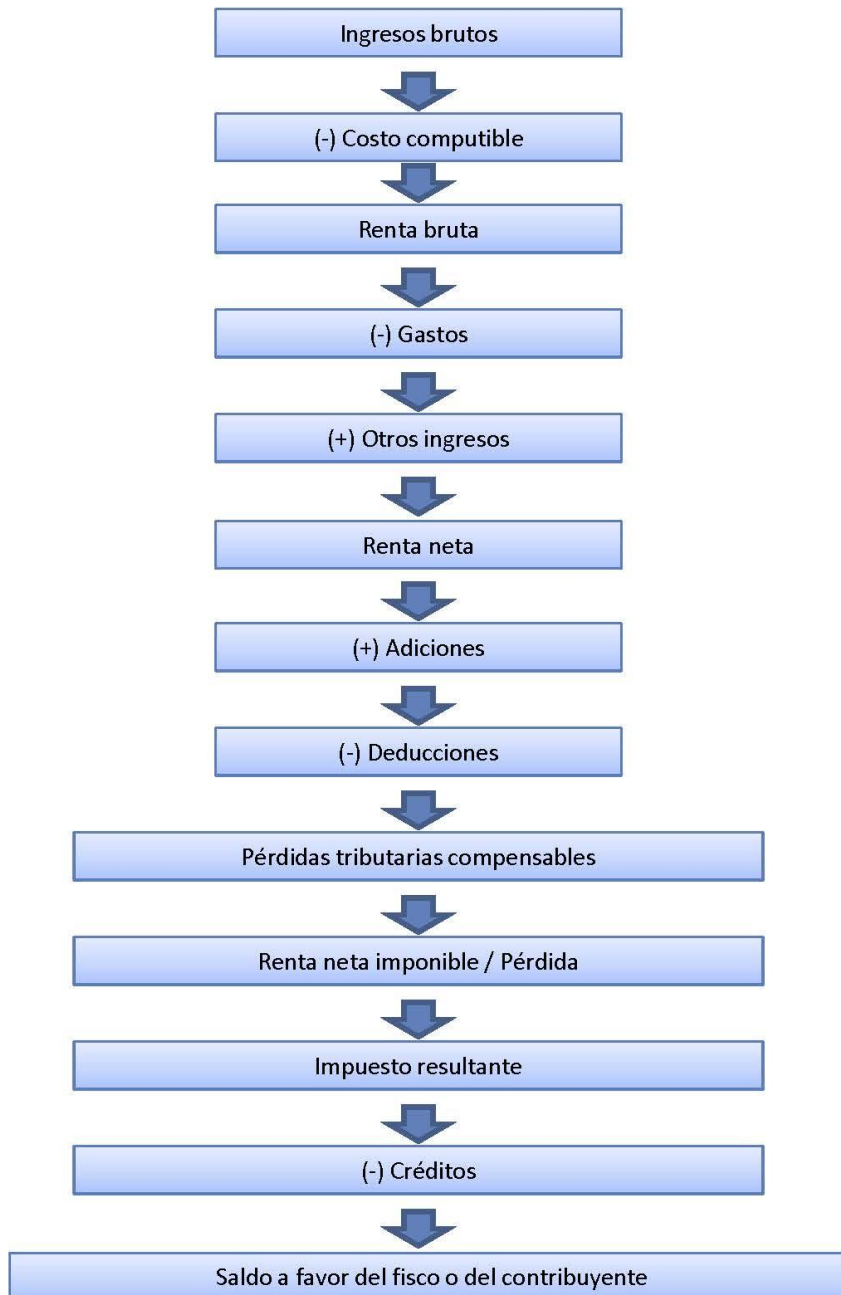 Ingresos brutos
(-) Costo computible
Renta bruta
(-) Gastos
(+) Otros ingresos
Renta neta
(+) Adiciones
(-) Deducciones
Pérdidas tributarias compensables
Renta neta imponible / Pérdida
Impuesto resultante
(-) Créditos
Saldo a favor del fisco o del contribuyente